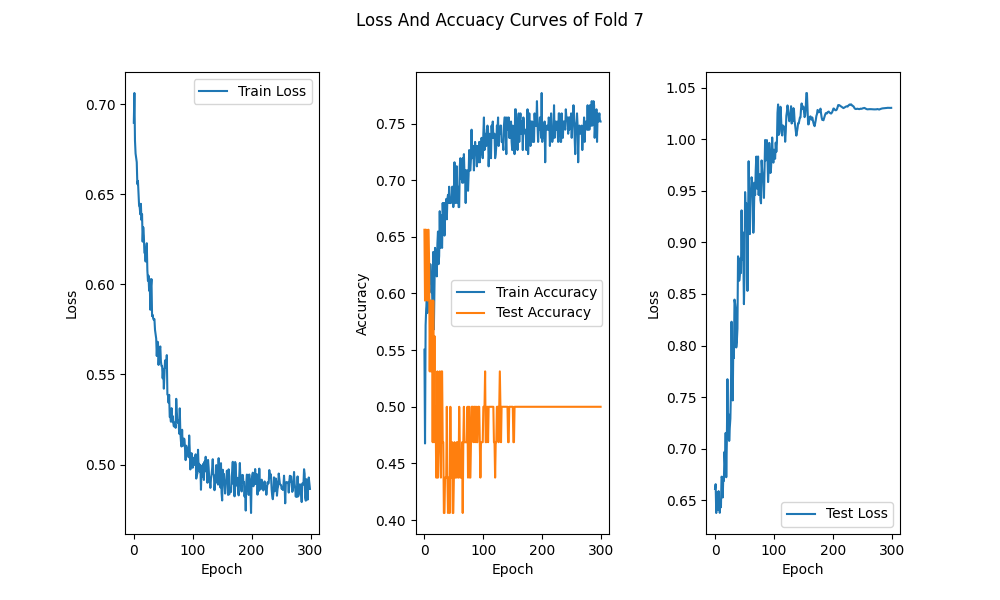 Loss And Accuacy Curves of Fold 7
Loss
0.70
0.65
0.60
0.55
0.50
0 100 200 300
Epoch
Train Loss
Accuracy
0.75
0.70
0.65
0.60
0.55
0.50
0.45
0.40
0 100 200 300
Epoch
Train Accuracy
Test Accuracy
Loss
1.05
1.00
0.95
0.90
0.85
0.80
0.75
0.70
0.65
0 100 200 300
Epoch
Test Loss